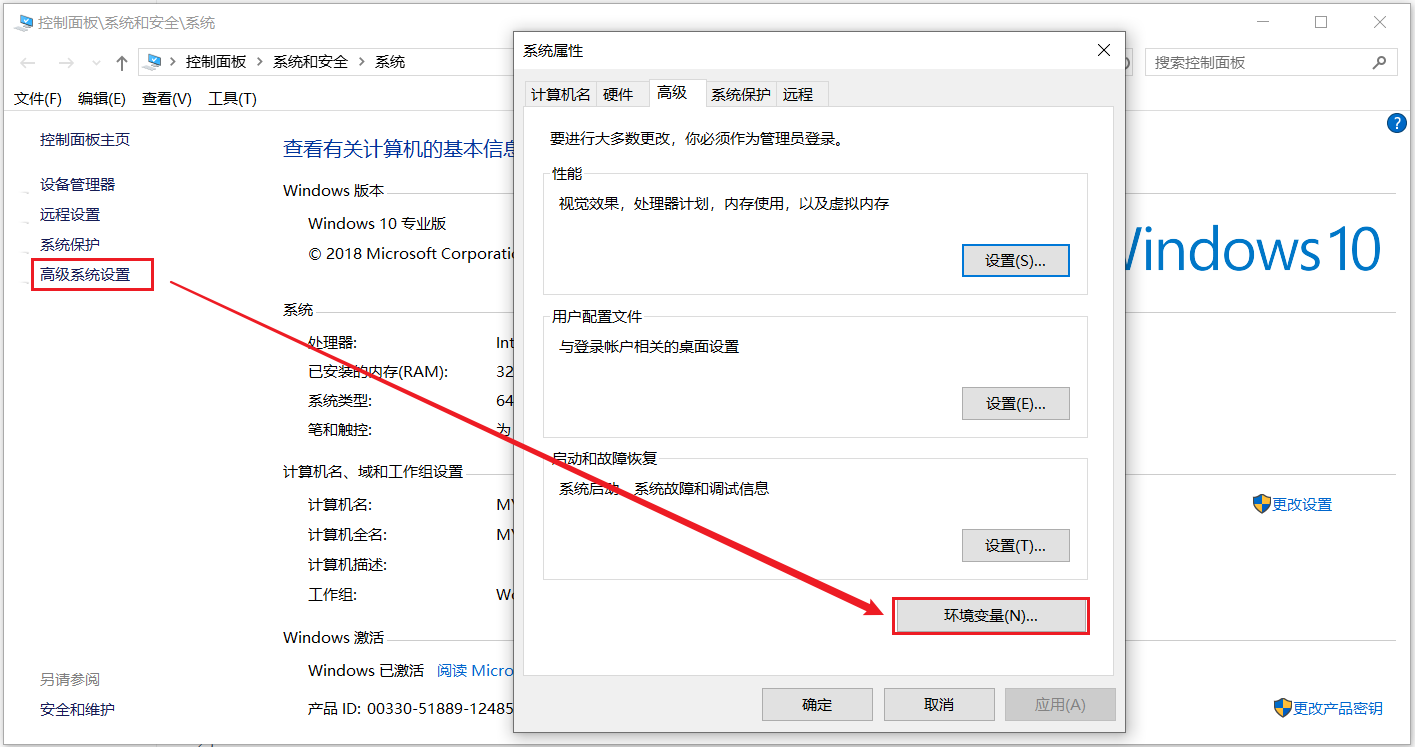 控制面板\系统和安全\系统
控制面板 > 系统和安全 > 系统
搜索控制面板
文件(F) 编辑(E) 查看(V) 工具(T)
控制面板主页
设备管理器
远程设置
系统保护
高级系统设置
另请参阅
安全和维护
查看有关计算机的基本信息
Windows 版本
Windows 10 专业版
© 2018 Microsoft Corporatio
系统
处理器: Int
已安装的内存(RAM): 32
系统类型: 64
笔和触控: 为
计算机名、域和工作组设置
计算机名: MY
计算机全名: MY
计算机描述:
工作组: Wo
Windows 激活
Windows 已激活 阅读 Micro
产品 ID: 00330-51889-12485
系统属性
计算机名 硬件 高级 系统保护 远程
要进行大多数更改，你必须作为管理员登录。
性能
视觉效果，处理器计划，内存使用，以及虚拟内存
设置(S)...
用户配置文件
与登录帐户相关的桌面设置
设置(E)...
启动和故障恢复
系统启动、系统故障和调试信息
设置(T)...
环境变量(N)...
确定 取消 应用(A)
?
Windows 10
更改设置
更改产品密钥